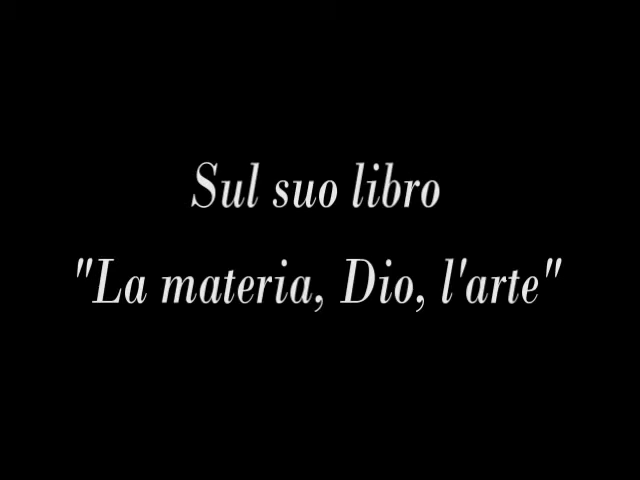 Sul suo libro
"La materia, Dio, l'arte"